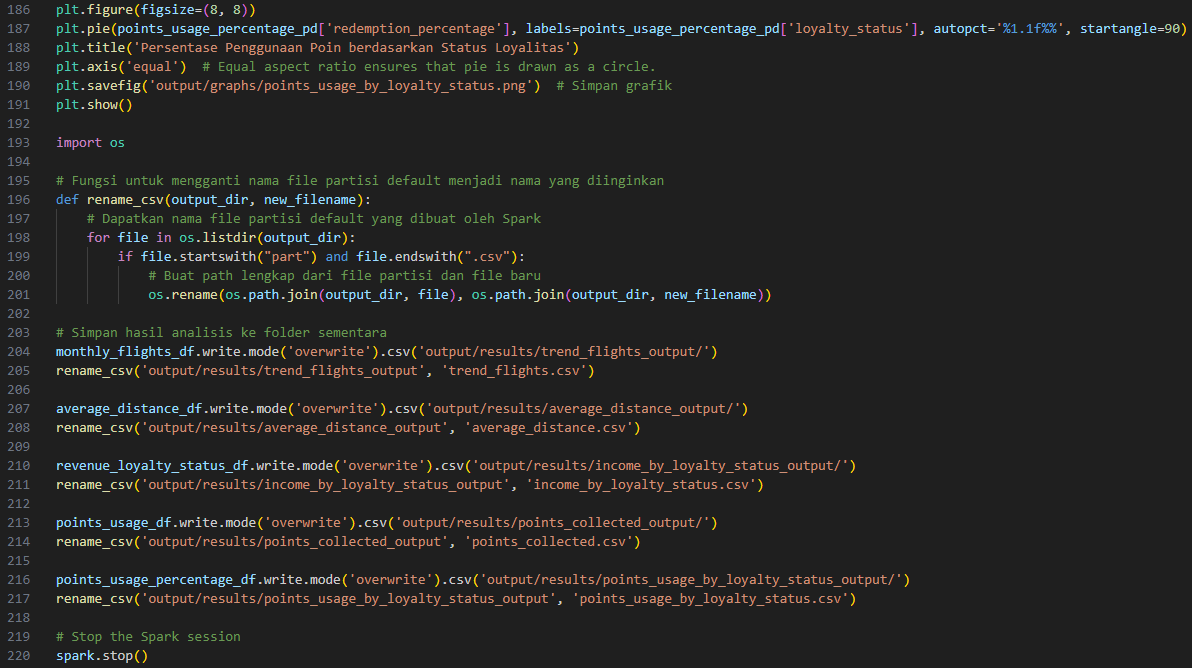 186 plt.figure(figsize=(8, 8))
187 plt.pie(points_usage_percentage_pd['redemption_percentage'], labels=points_usage_percentage_pd['loyalty_status'], autopct='%1.1f%%', startangle=90)
188 plt.title('Persentase Penggunaan Poin berdasarkan Status Loyalitas')
189 plt.axis('equal')  # Equal aspect ratio ensures that pie is drawn as a circle.
190 plt.savefig('output/graphs/points_usage_by_loyalty_status.png')  # Simpan grafik
191 plt.show()
192
193 import os
194
195 # Fungsi untuk mengganti nama file partisi default menjadi nama yang diinginkan
196 def rename_csv(output_dir, new_filename):
197     # Dapatkan nama file partisi default yang dibuat oleh Spark
198     for file in os.listdir(output_dir):
199         if file.startswith("part") and file.endswith(".csv"):
200             # Buat path lengkap dari file partisi dan file baru
201             os.rename(os.path.join(output_dir, file), os.path.join(output_dir, new_filename))
202
203 # Simpan hasil analisis ke folder sementara
204 monthly_flights_df.write.mode('overwrite').csv('output/results/trend_flights_output/')
205 rename_csv('output/results/trend_flights_output', 'trend_flights.csv')
206
207 average_distance_df.write.mode('overwrite').csv('output/results/average_distance_output/')
208 rename_csv('output/results/average_distance_output', 'average_distance.csv')
209
210 revenue_loyalty_status_df.write.mode('overwrite').csv('output/results/income_by_loyalty_status_output/')
211 rename_csv('output/results/income_by_loyalty_status_output', 'income_by_loyalty_status.csv')
212
213 points_usage_df.write.mode('overwrite').csv('output/results/points_collected_output/')
214 rename_csv('output/results/points_collected_output', 'points_collected.csv')
215
216 points_usage_percentage_df.write.mode('overwrite').csv('output/results/points_usage_by_loyalty_status_output/')
217 rename_csv('output/results/points_usage_by_loyalty_status_output', 'points_usage_by_loyalty_status.csv')
218
219 # Stop the Spark session
220 spark.stop()